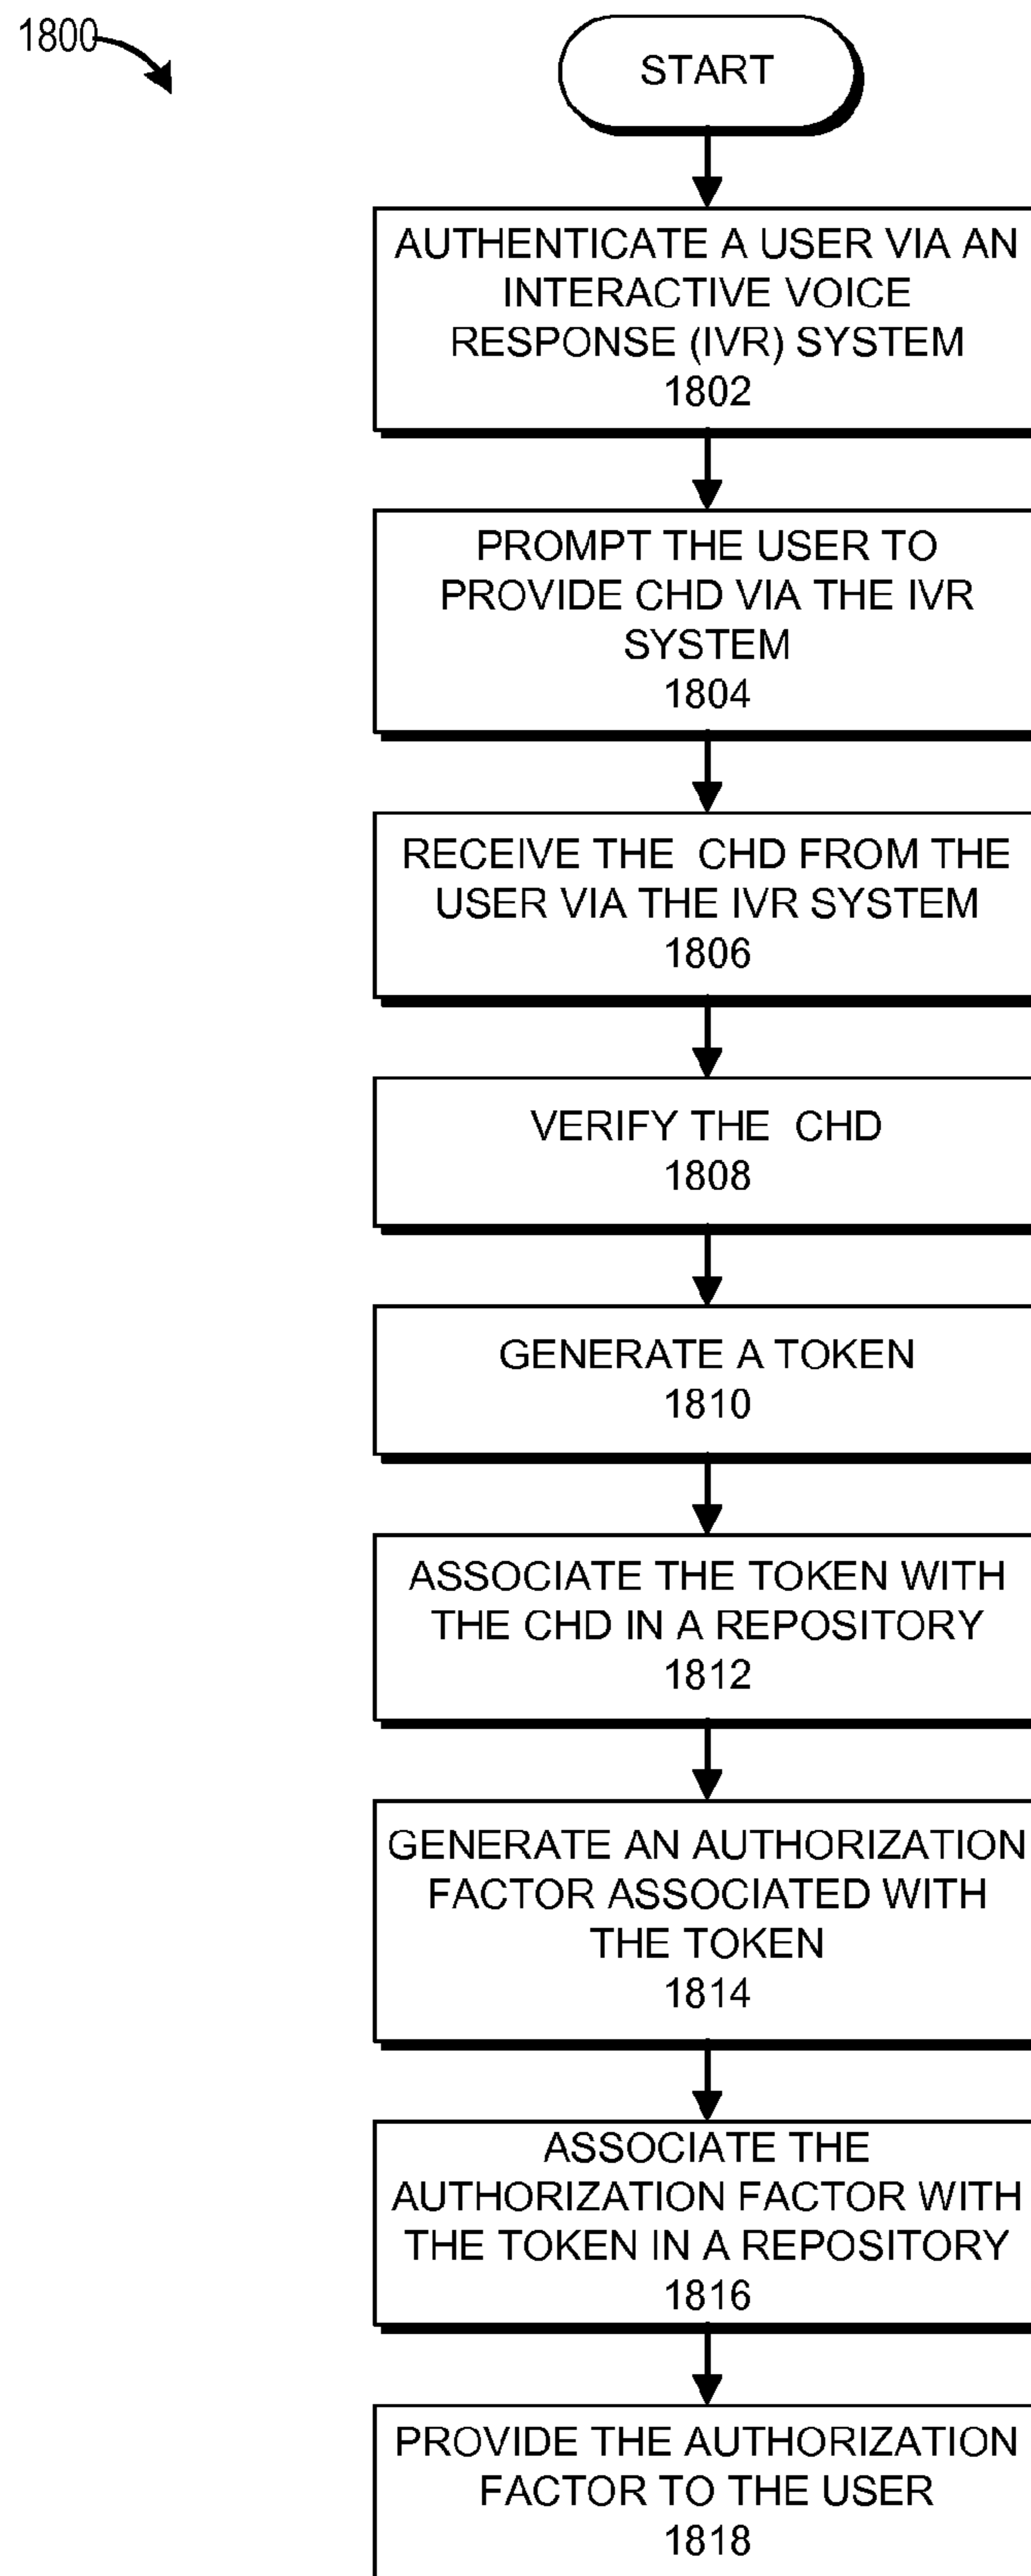 1800
START
AUTHENTICATE A USER VIA AN
INTERACTIVE VOICE
RESPONSE (IVR) SYSTEM
1802
PROMPT THE USER TO
PROVIDE CHD VIA THE IVR
SYSTEM
1804
RECEIVE THE CHD FROM THE
USER VIA THE IVR SYSTEM
1806
VERIFY THE CHD
1808
GENERATE A TOKEN
1810
ASSOCIATE THE TOKEN WITH
THE CHD IN A REPOSITORY
1812
GENERATE AN AUTHORIZATION
FACTOR ASSOCIATED WITH
THE TOKEN
1814
ASSOCIATE THE
AUTHORIZATION FACTOR WITH
THE TOKEN IN A REPOSITORY
1816
PROVIDE THE AUTHORIZATION
FACTOR TO THE USER
1818